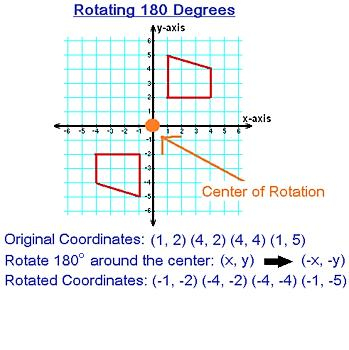 Rotating 180 Degrees
y-axis
6
5
4
3
2
1
x-axis
-6 -5 -4 -3 -2 -1 1 2 3 4 5 6
-1
-2
-3
-4
-5
-6
Center of Rotation
Original Coordinates: (1, 2) (4, 2) (4, 4) (1, 5)
Rotate 180° around the center: (x, y) ➡ (-x, -y)
Rotated Coordinates: (-1, -2) (-4, -2) (-4, -4) (-1, -5)